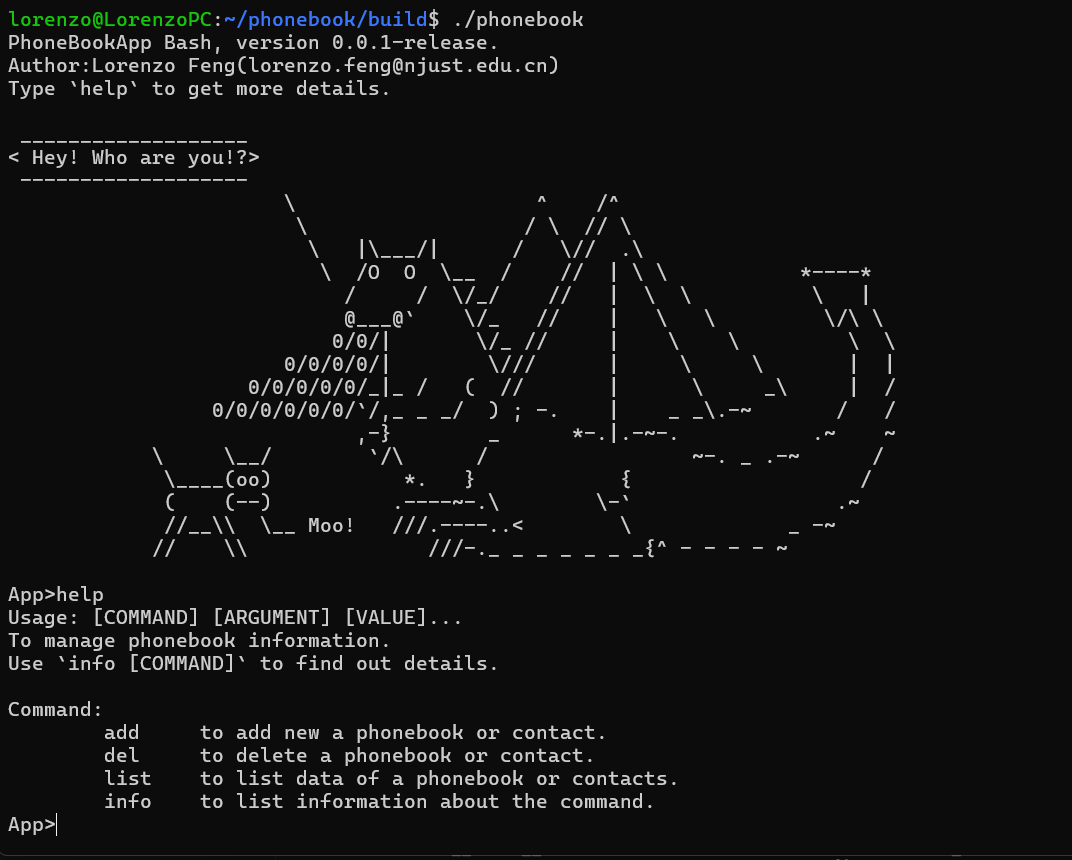 lorenzo@LorenzoPC:~/phonebook/build$ ./phonebook
PhoneBookApp Bash, version 0.0.1-release.
Author:Lorenzo Feng(lorenzo.feng@njust.edu.cn)
Type `help` to get more details.
< Hey! Who are you!?>
Moo!
App>help
Usage: [COMMAND] [ARGUMENT] [VALUE]...
To manage phonebook information.
Use `info [COMMAND]` to find out details.
Command:
add to add new a phonebook or contact.
del to delete a phonebook or contact.
list to list data of a phonebook or contacts.
info to list information about the command.
App>